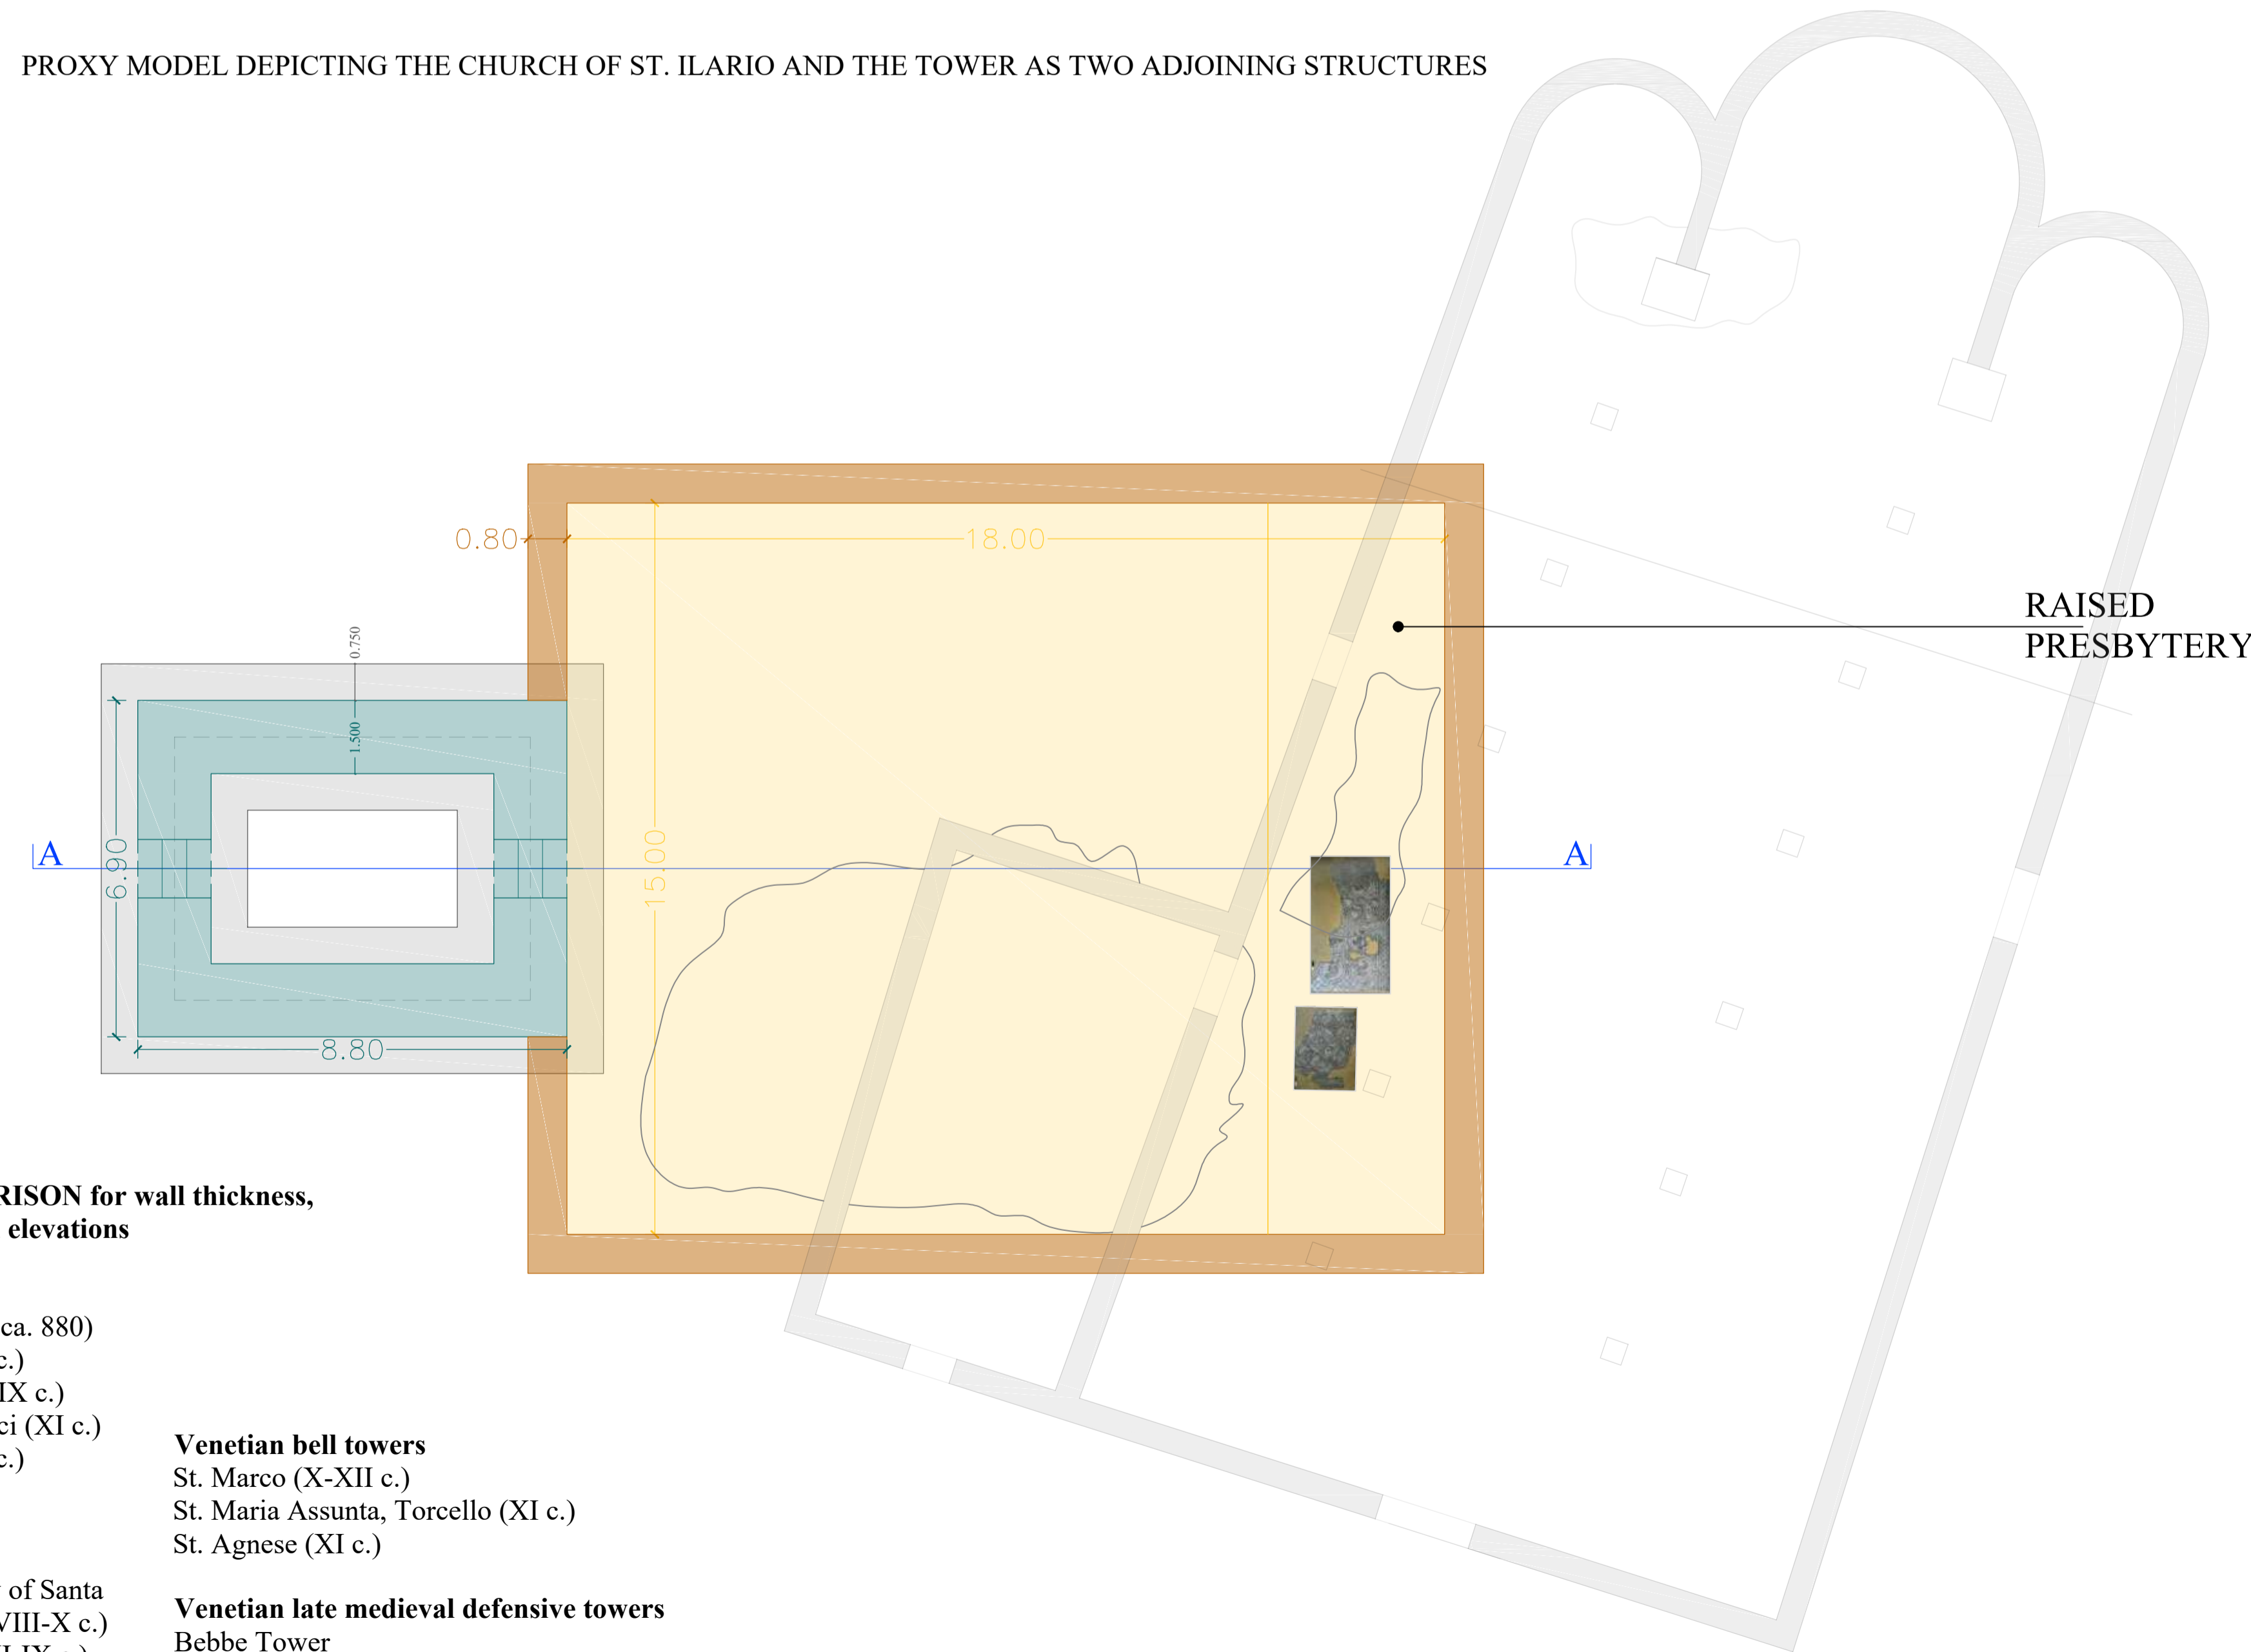 PROXY MODEL DEPICTING THE CHURCH OF ST. ILARIO AND THE TOWER AS TWO ADJOINING STRUCTURES
0.80
18.00
RAISED
PRESBYTERY
0.750
1.500
A
A
6.90
15.00
8.80
RISON for wall thickness,
elevations
ca. 880)
c.)
IX c.)
ci (XI c.)
c.)
Venetian bell towers
St. Marco (X-XII c.)
St. Maria Assunta, Torcello (XI c.)
St. Agnese (XI c.)
of Santa
VIII-X c.)
Venetian late medieval defensive towers
Bebbe Tower